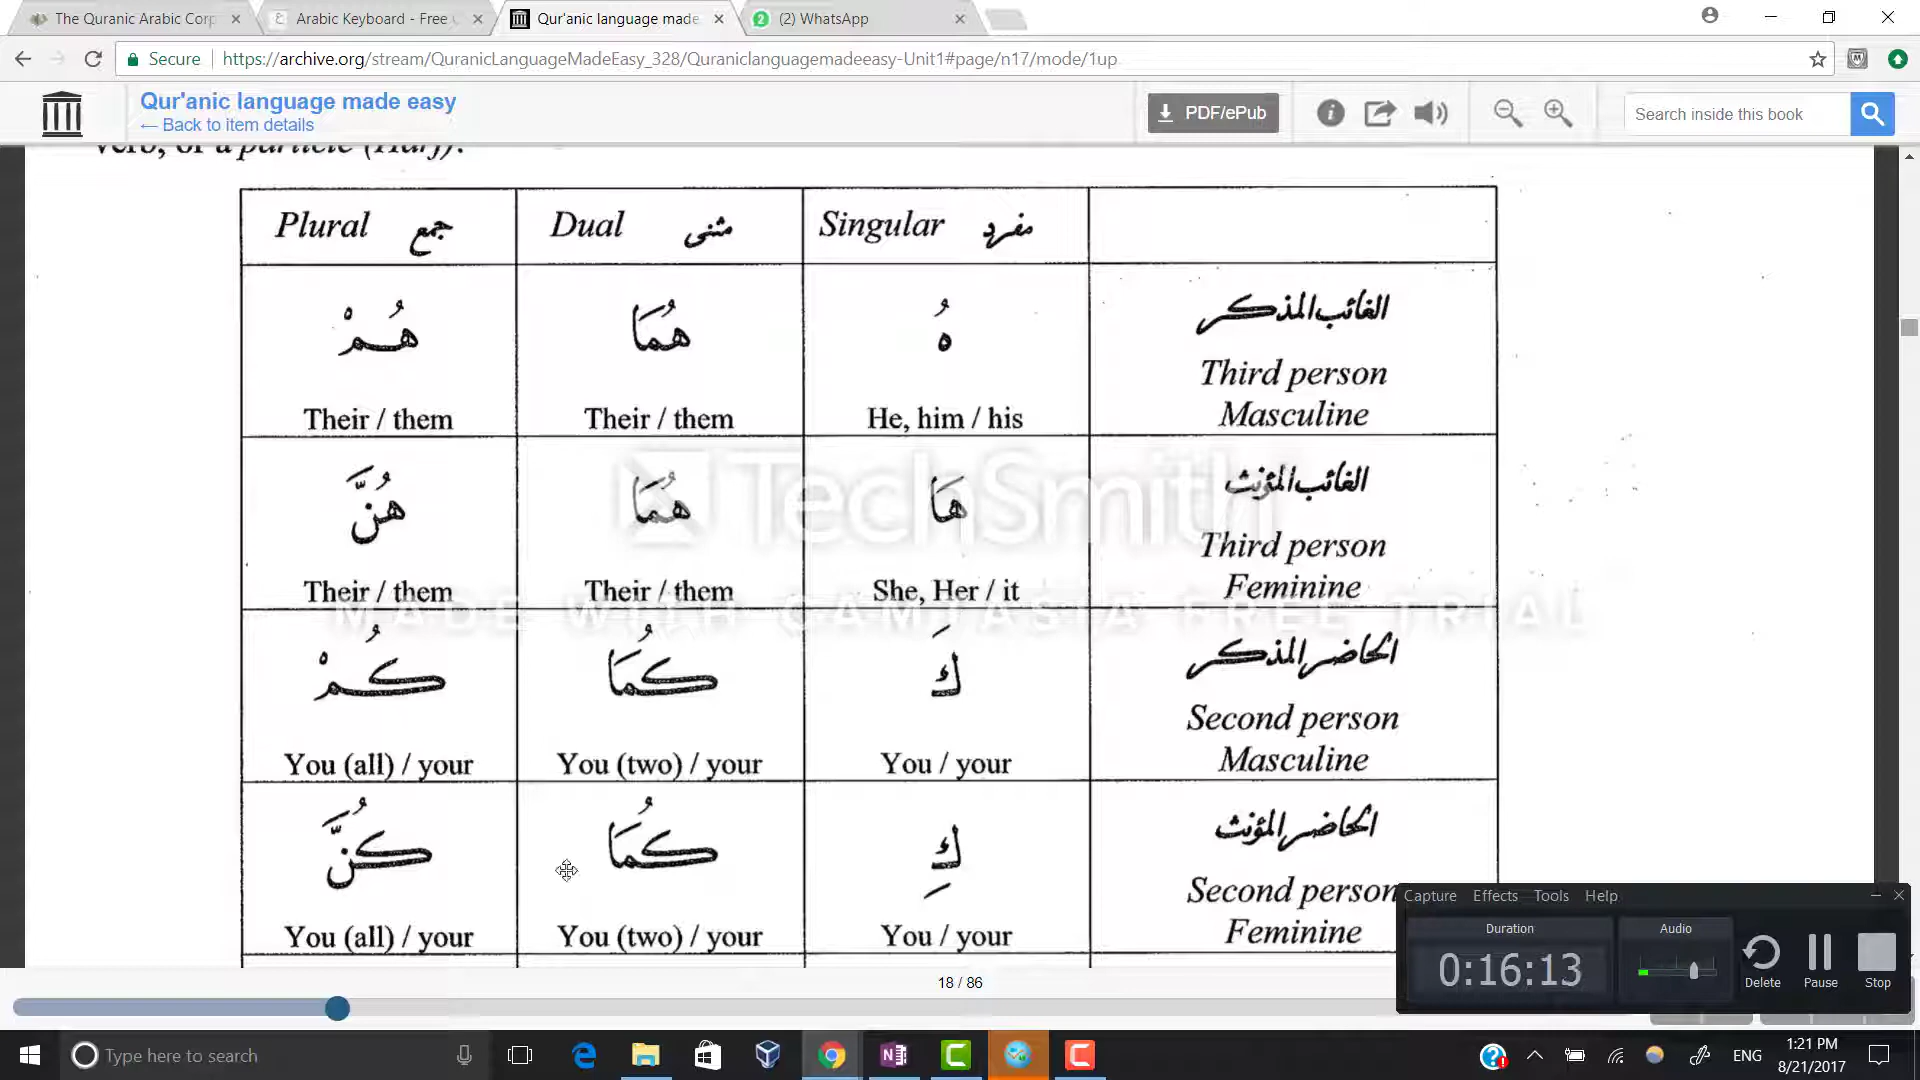 The Quranic Arabic Corp
Arabic Keyboard - Free
Qur'anic language made
(2) WhatsApp
Secure https://archive.org/stream/QuranicLanguageMadeEasy_328/Quraniclanguagemadeeasy-Unit1#page/n17/mode/1up
Qur'anic language made easy
← Back to item details
PDF/ePub
Search inside this book
verb, or a particle (Harf).
Plural جمع Dual مثنى Singular مفرد
هُمْ هُمَا هُ الغائب المذكر
Third person
Their / them Their / them He, him / his Masculine
هُنَّ هُمَا هَا الغائب المؤنث
Third person
Their / them Their / them She, Her / it Feminine
TechSmith
MADE WITH CAMTASIA FREE TRIAL
كُمْ كُمَا كَ الحاضر المذكر
Second person
You (all) / your You (two) / your You / your Masculine
كُنَّ كُمَا كِ الحاضر المؤنث
Second person
You (all) / your You (two) / your You / your Feminine
Capture Effects Tools Help
Duration Audio
0:16:13
Delete Pause Stop
18 / 86
Type here to search
ENG
1:21 PM
8/21/2017